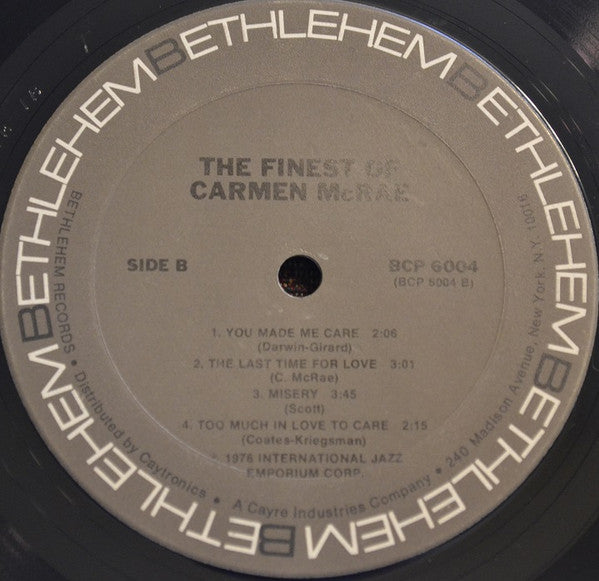 BETHLEHEM BETHLEHEM BETHLEHEM BETHLEHEM BETHLEHEM BETHLEHEM
THE FINEST OF
CARMEN McRAE
SIDE B
BCP 6004
(BCP 6004 B)
1. YOU MADE ME CARE 2:06
(Darwin-Girard)
2. THE LAST TIME FOR LOVE 3:01
(C. McRae)
3. MISERY 3:45
(Scott)
4. TOO MUCH IN LOVE TO CARE 2:15
(Coates-Kriegsman)
℗ 1976 INTERNATIONAL JAZZ
EMPORIUM CORP.
BETHLEHEM RECORDS • Distributed by Caytronics • A Cayre Industries Company • 240 Madison Avenue, New York, N.Y. 10016